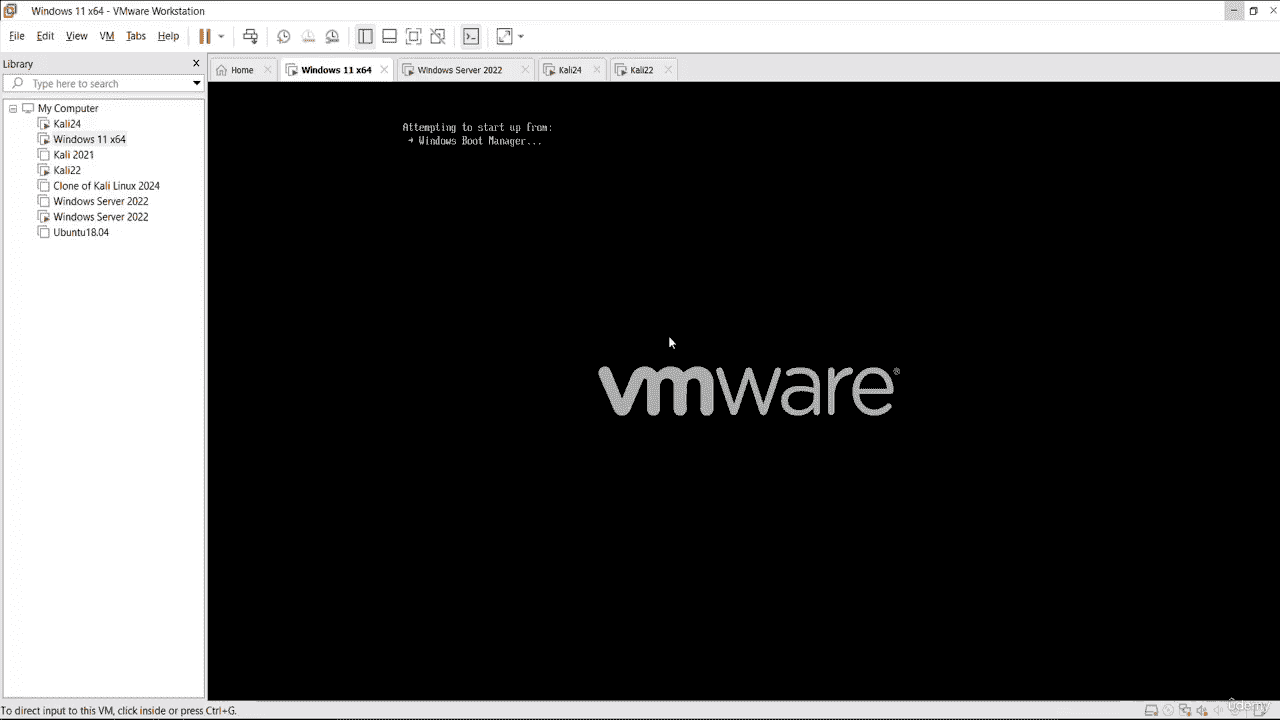 Windows 11 x64 - VMware Workstation
File Edit View VM Tabs Help
Library
Type here to search
Home
Windows 11 x64
Windows Server 2022
Kali24
Kali22
My Computer
Kali24
Windows 11 x64
Kali 2021
Kali22
Clone of Kali Linux 2024
Windows Server 2022
Windows Server 2022
Ubuntu18.04
Attempting to start up from:
→ Windows Boot Manager...
vmware®
To direct input to this VM, click inside or press Ctrl+G.
udemy